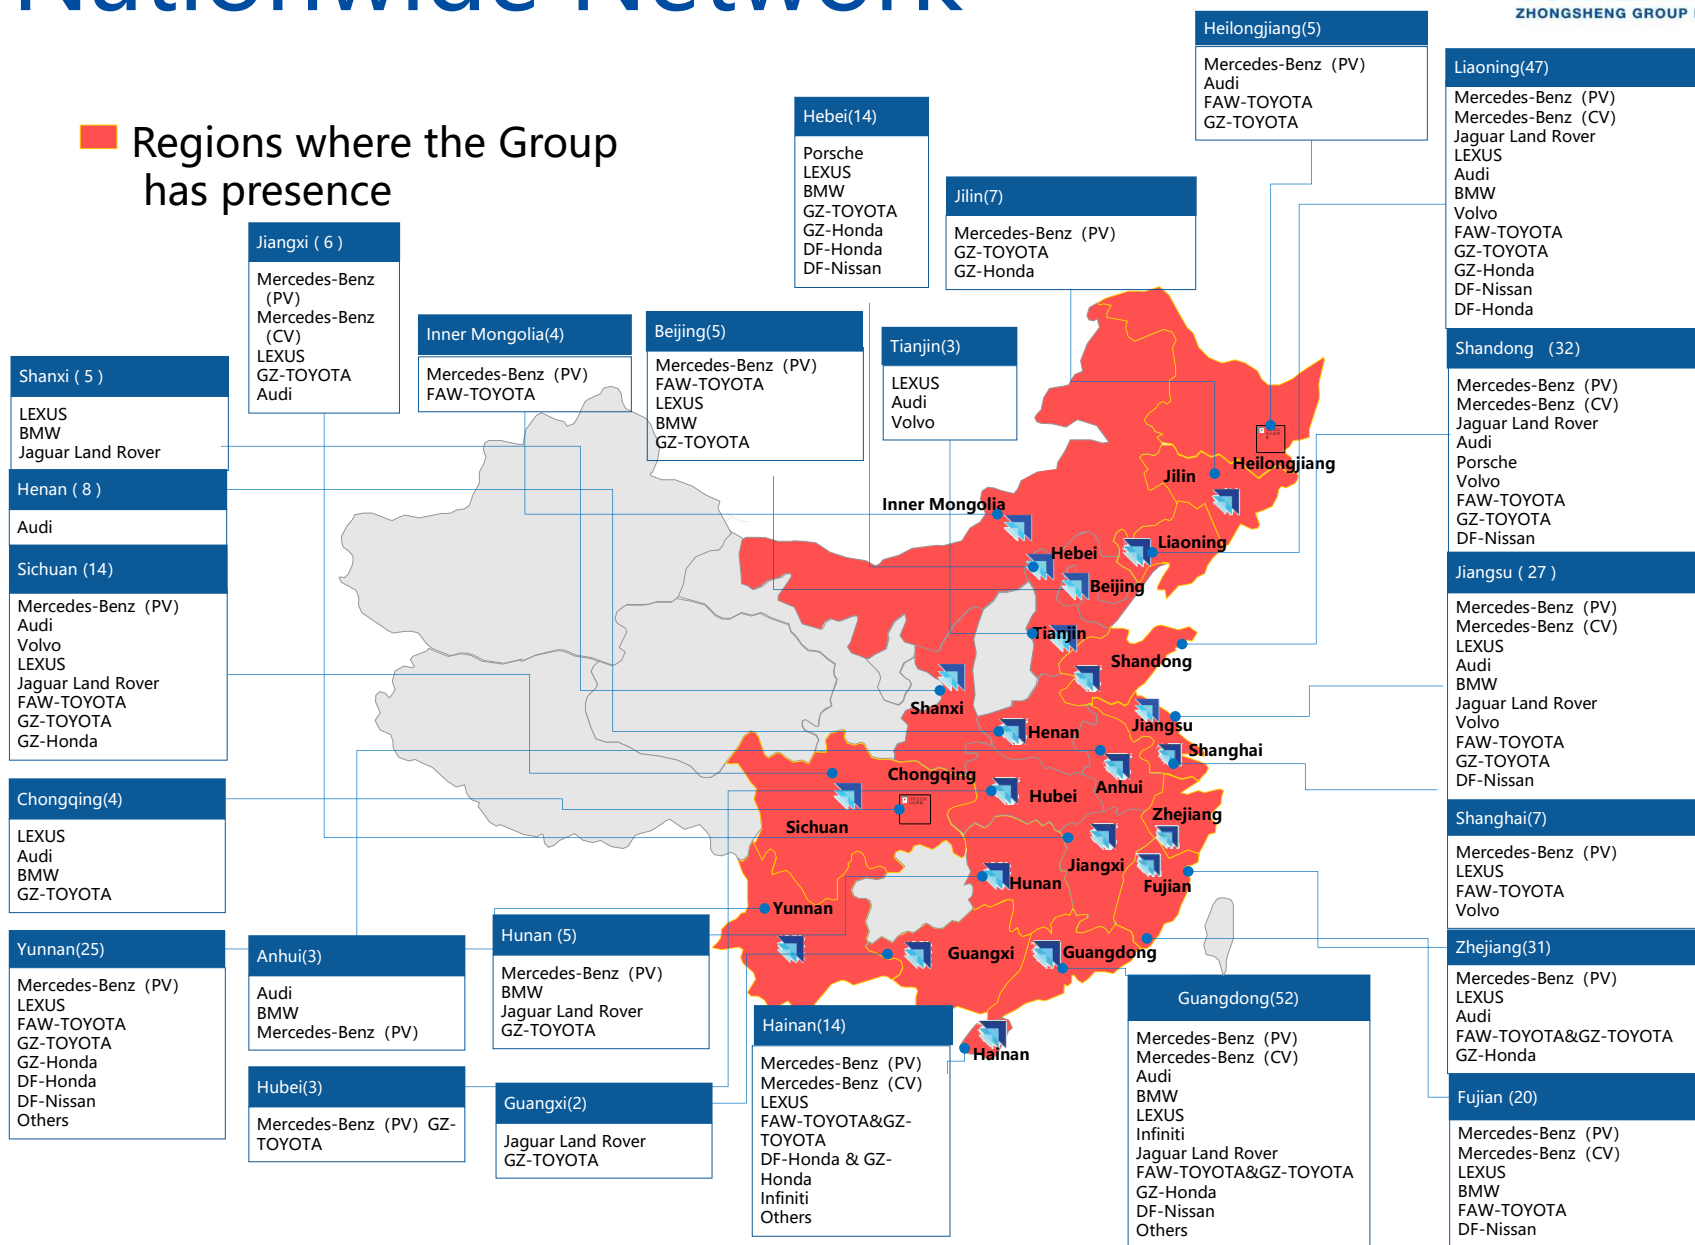 Nationwide Network
ZHONGSHENG GROUP
Regions where the Group
has presence
Heilongjiang(5)
Mercedes-Benz (PV)
Audi
FAW-TOYOTA
GZ-TOYOTA
Liaoning(47)
Mercedes-Benz (PV)
Mercedes-Benz (CV)
Jaguar Land Rover
LEXUS
Audi
BMW
Volvo
FAW-TOYOTA
GZ-TOYOTA
GZ-Honda
DF-Nissan
DF-Honda
Hebei(14)
Porsche
LEXUS
BMW
GZ-TOYOTA
GZ-Honda
DF-Honda
DF-Nissan
Jilin(7)
Mercedes-Benz (PV)
GZ-TOYOTA
GZ-Honda
Jiangxi ( 6 )
Mercedes-Benz
(PV)
Mercedes-Benz
(CV)
LEXUS
GZ-TOYOTA
Audi
Inner Mongolia(4)
Mercedes-Benz (PV)
FAW-TOYOTA
Beijing(5)
Mercedes-Benz (PV)
FAW-TOYOTA
LEXUS
BMW
GZ-TOYOTA
Tianjin(3)
LEXUS
Audi
Volvo
Shanxi ( 5 )
LEXUS
BMW
Jaguar Land Rover
Henan ( 8 )
Audi
Sichuan (14)
Mercedes-Benz (PV)
Audi
Volvo
LEXUS
Jaguar Land Rover
FAW-TOYOTA
GZ-TOYOTA
GZ-Honda
Chongqing(4)
LEXUS
Audi
BMW
GZ-TOYOTA
Yunnan(25)
Mercedes-Benz (PV)
LEXUS
FAW-TOYOTA
GZ-TOYOTA
GZ-Honda
DF-Honda
DF-Nissan
Others
Anhui(3)
Audi
BMW
Mercedes-Benz (PV)
Hubei(3)
Mercedes-Benz (PV) GZ-
TOYOTA
Hunan (5)
Mercedes-Benz (PV)
BMW
Jaguar Land Rover
GZ-TOYOTA
Guangxi(2)
Jaguar Land Rover
GZ-TOYOTA
Hainan(14)
Mercedes-Benz (PV)
Mercedes-Benz (CV)
LEXUS
FAW-TOYOTA&GZ-
TOYOTA
DF-Honda & GZ-
Honda
Infiniti
Others
Guangdong(52)
Mercedes-Benz (PV)
Mercedes-Benz (CV)
Audi
BMW
LEXUS
Infiniti
Jaguar Land Rover
FAW-TOYOTA&GZ-TOYOTA
GZ-Honda
DF-Nissan
Others
Shandong (32)
Mercedes-Benz (PV)
Mercedes-Benz (CV)
Jaguar Land Rover
Audi
Porsche
Volvo
FAW-TOYOTA
GZ-TOYOTA
DF-Nissan
Jiangsu ( 27 )
Mercedes-Benz (PV)
Mercedes-Benz (CV)
LEXUS
Audi
BMW
Jaguar Land Rover
Volvo
FAW-TOYOTA
GZ-TOYOTA
DF-Nissan
Shanghai(7)
Mercedes-Benz (PV)
LEXUS
FAW-TOYOTA
Volvo
Zhejiang(31)
Mercedes-Benz (PV)
LEXUS
Audi
FAW-TOYOTA&GZ-TOYOTA
GZ-Honda
Fujian (20)
Mercedes-Benz (PV)
Mercedes-Benz (CV)
LEXUS
BMW
FAW-TOYOTA
DF-Nissan
Heilongjiang
Jilin
Inner Mongolia
Liaoning
Hebei
Beijing
Tianjin
Shandong
Shanxi
Jiangsu
Henan
Shanghai
Chongqing
Anhui
Hubei
Zhejiang
Sichuan
Jiangxi
Hunan
Fujian
Yunnan
Guangxi
Guangdong
Hainan